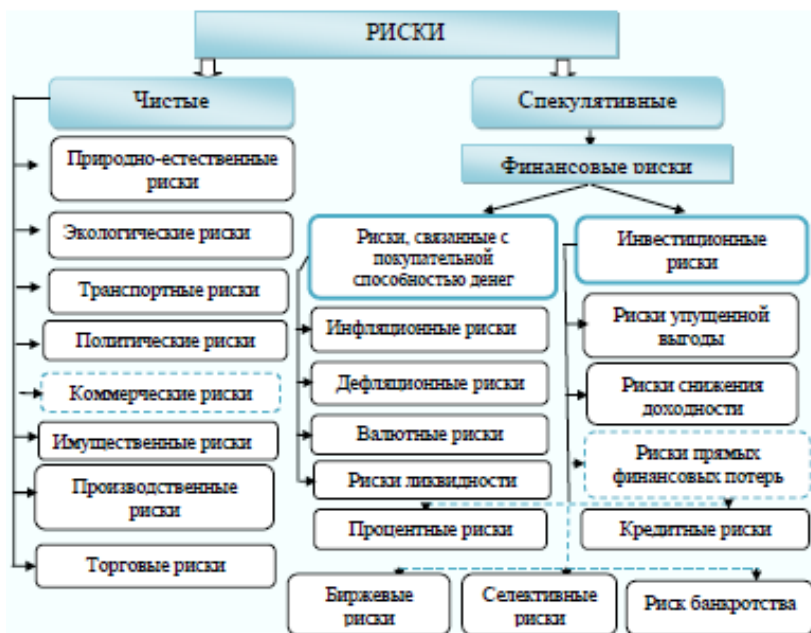 РИСКИ
Чистые
Природно-естественные
риски
Экологические риски
Транспортные риски
Политические риски
Коммерческие риски
Имущественные риски
Производственные
риски
Торговые риски
Спекулятивные
Финансовые риски
Риски, связанные с
покупательной
способностью денег
Инфляционные риски
Дефляционные риски
Валютные риски
Риски ликвидности
Инвестиционные
риски
Риски упущенной
выгоды
Риски снижения
доходности
Риски прямых
финансовых потерь
Процентные риски
Кредитные риски
Биржевые
риски
Селективные
риски
Риск банкротства